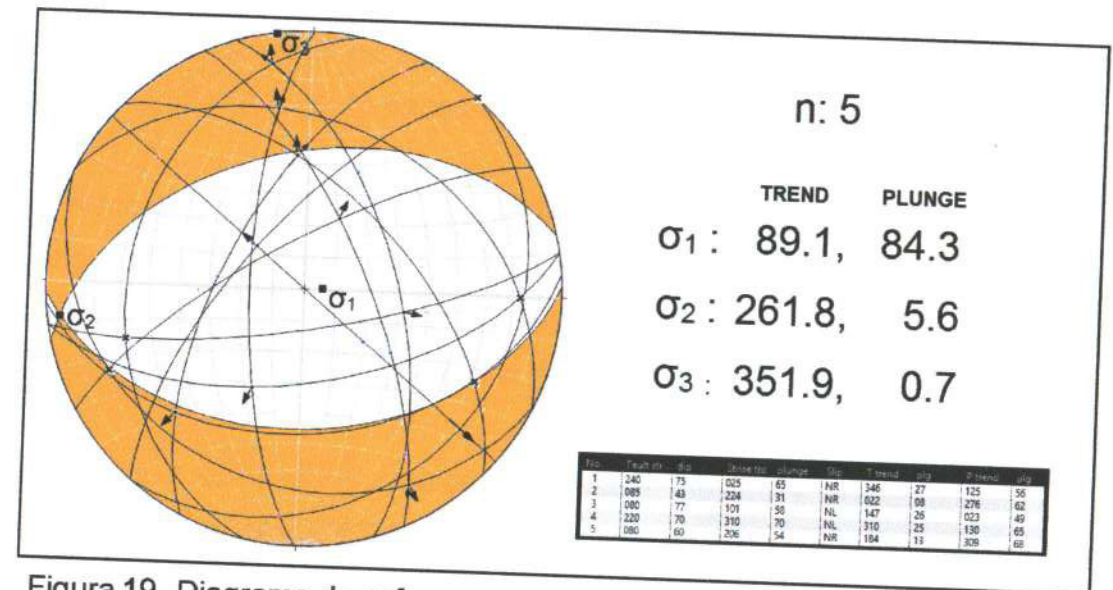 σ3
n: 5
TREND PLUNGE
σ1 : 89.1, 84.3
σ1
σ2
σ2 : 261.8, 5.6
σ3 : 351.9, 0.7
No. dip plunge Slip T trend plg P trend plg
1 240 75 025 65 NR 346 27 125 56
2 085 43 224 31 NR 022 08 276 62
3 080 77 101 58 NL 147 26 023 49
4 220 70 310 70 NL 310 25 130 65
5 080 60 206 54 NR 184 13 309 68
Figura 19. Diagrama de